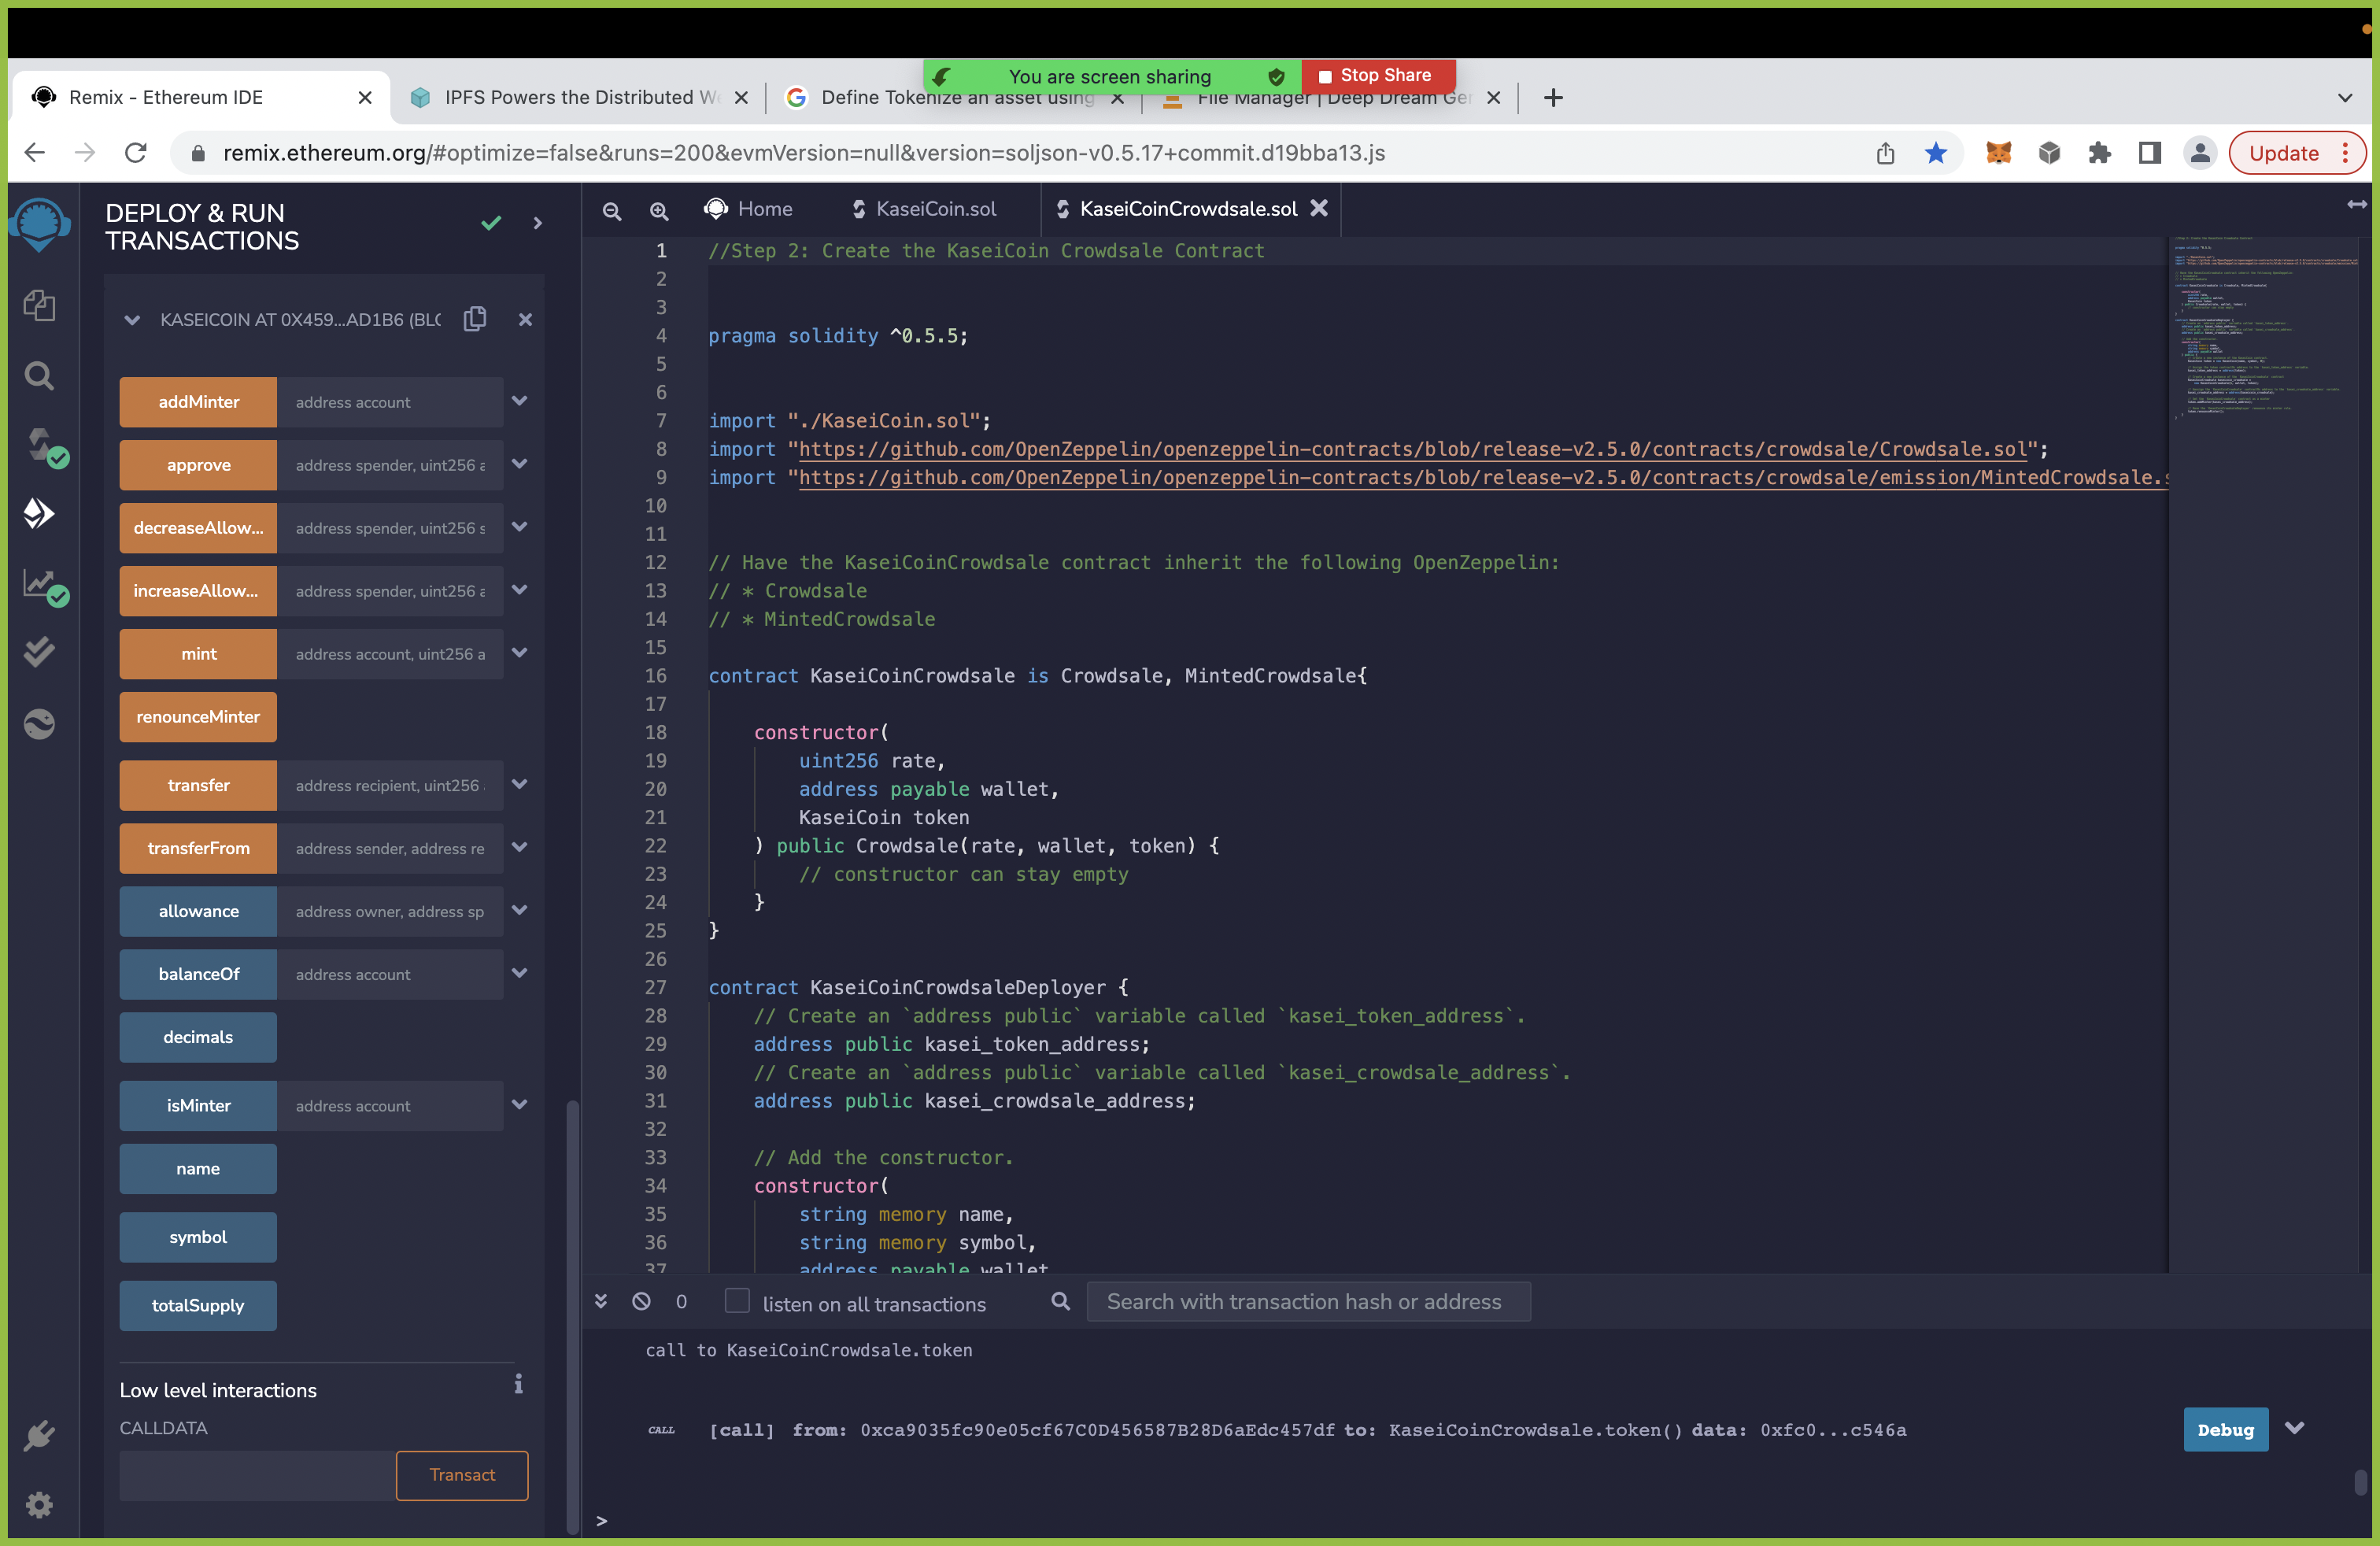 You are screen sharing
Stop Share
Remix - Ethereum IDE
IPFS Powers the Distributed We
Define Tokenize an asset using
File Manager | Deep Dream Ger
remix.ethereum.org/#optimize=false&runs=200&evmVersion=null&version=soljson-v0.5.17+commit.d19bba13.js
Update
DEPLOY & RUN
TRANSACTIONS
KASEICOIN AT 0X459...AD1B6 (BLC
addMinter
address account
approve
address spender, uint256 a
decreaseAllow...
address spender, uint256 s
increaseAllow...
address spender, uint256 a
mint
address account, uint256 a
renounceMinter
transfer
address recipient, uint256
transferFrom
address sender, address re
allowance
address owner, address sp
balanceOf
address account
decimals
isMinter
address account
name
symbol
totalSupply
Low level interactions
CALLDATA
Transact
Home
KaseiCoin.sol
KaseiCoinCrowdsale.sol
1 //Step 2: Create the KaseiCoin Crowdsale Contract
2
3
4 pragma solidity ^0.5.5;
5
6
7 import "./KaseiCoin.sol";
8 import "https://github.com/OpenZeppelin/openzeppelin-contracts/blob/release-v2.5.0/contracts/crowdsale/Crowdsale.sol";
9 import "https://github.com/OpenZeppelin/openzeppelin-contracts/blob/release-v2.5.0/contracts/crowdsale/emission/MintedCrowdsale.s
10
11
12 // Have the KaseiCoinCrowdsale contract inherit the following OpenZeppelin:
13 // * Crowdsale
14 // * MintedCrowdsale
15
16 contract KaseiCoinCrowdsale is Crowdsale, MintedCrowdsale{
17
18 constructor(
19 uint256 rate,
20 address payable wallet,
21 KaseiCoin token
22 ) public Crowdsale(rate, wallet, token) {
23 // constructor can stay empty
24 }
25 }
26
27 contract KaseiCoinCrowdsaleDeployer {
28 // Create an `address public` variable called `kasei_token_address`.
29 address public kasei_token_address;
30 // Create an `address public` variable called `kasei_crowdsale_address`.
31 address public kasei_crowdsale_address;
32
33 // Add the constructor.
34 constructor(
35 string memory name,
36 string memory symbol,
37 address payable wallet
0
listen on all transactions
Search with transaction hash or address
call to KaseiCoinCrowdsale.token
CALL [call] from: 0xca9035fc90e05cf67C0D456587B28D6aEdc457df to: KaseiCoinCrowdsale.token() data: 0xfc0...c546a
Debug
>